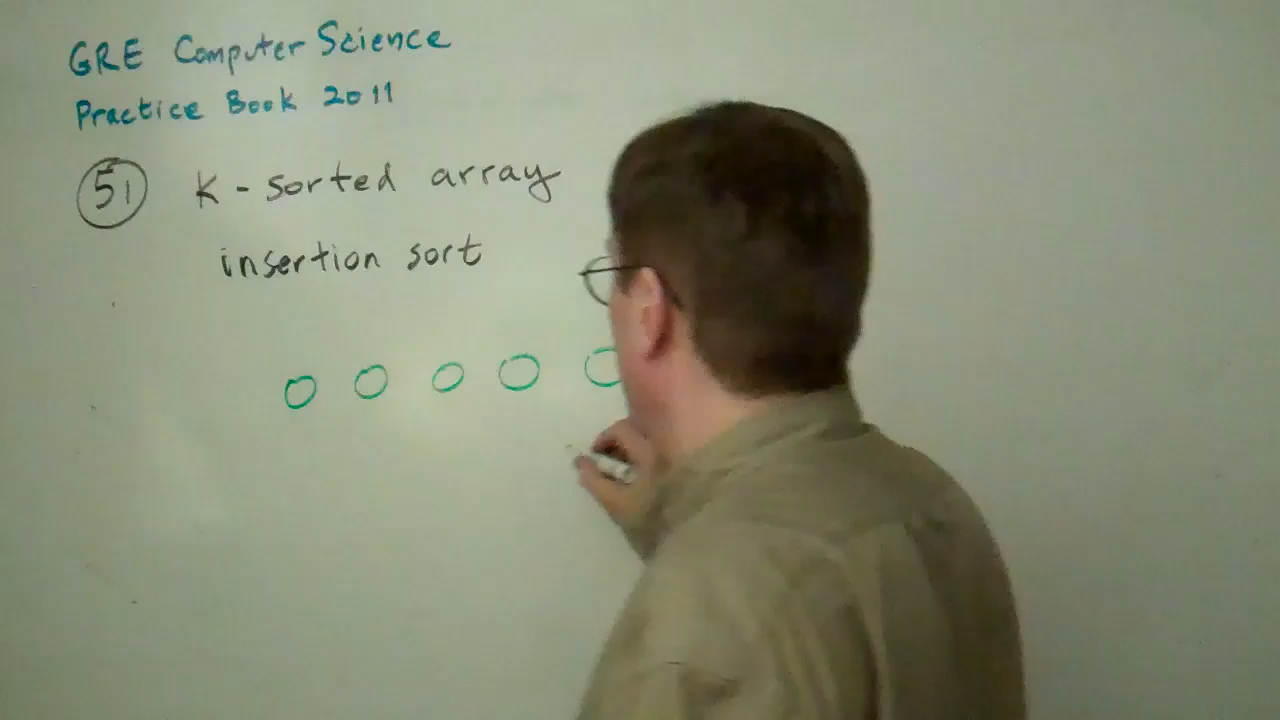 GRE Computer Science
Practice Book 2011
51 K-sorted array
insertion sort